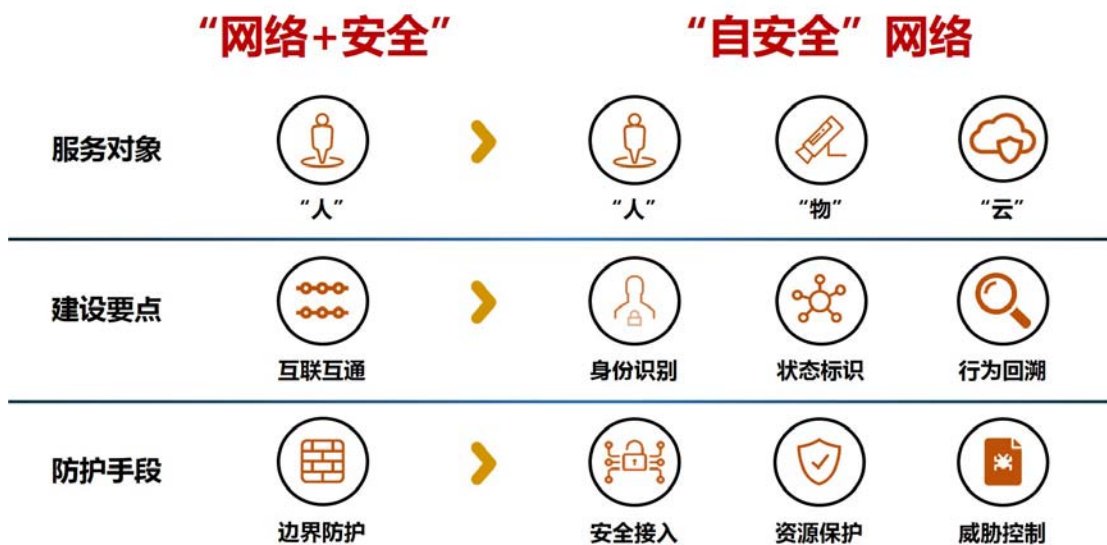 “网络+安全” “自安全”网络
服务对象
“人” “人” “物” “云”
建设要点
互联互通 身份识别 状态标识 行为回溯
防护手段
边界防护 安全接入 资源保护 威胁控制